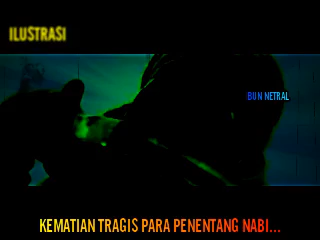 ILUSTRASI
BUN NETRAL
KEMATIAN TRAGIS PARA PENENTANG NABI...